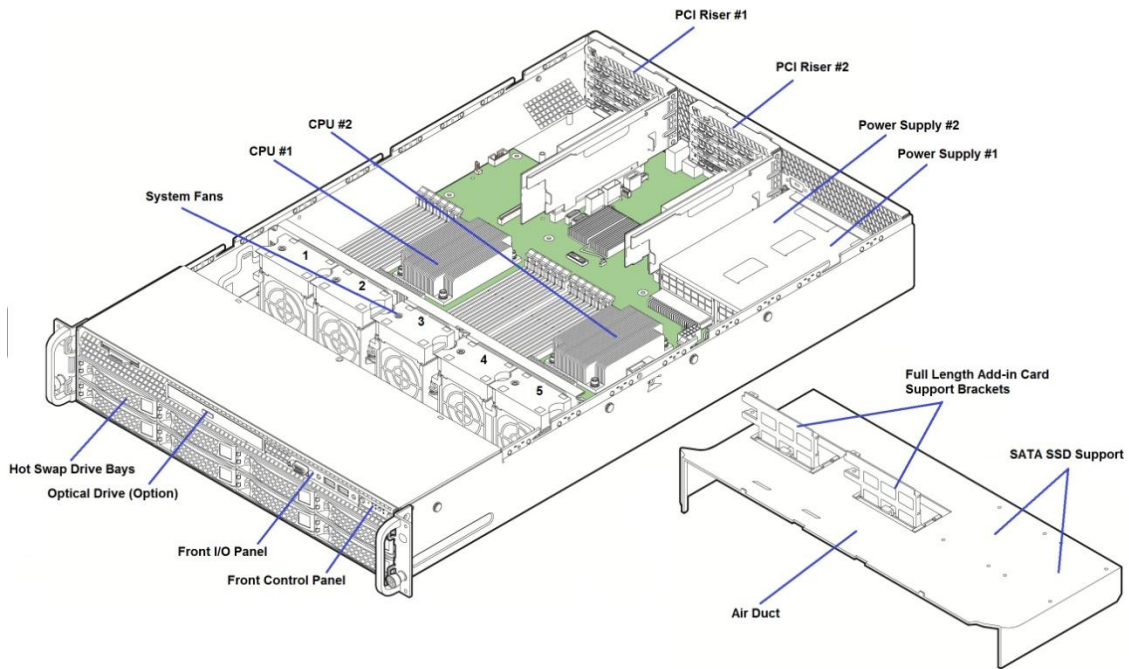 PCI Riser #1
PCI Riser #2
CPU #2
Power Supply #2
CPU #1
Power Supply #1
System Fans
1
2
3
4
5
Full Length Add-in Card
Support Brackets
SATA SSD Support
Hot Swap Drive Bays
Optical Drive (Option)
Front I/O Panel
Front Control Panel
Air Duct